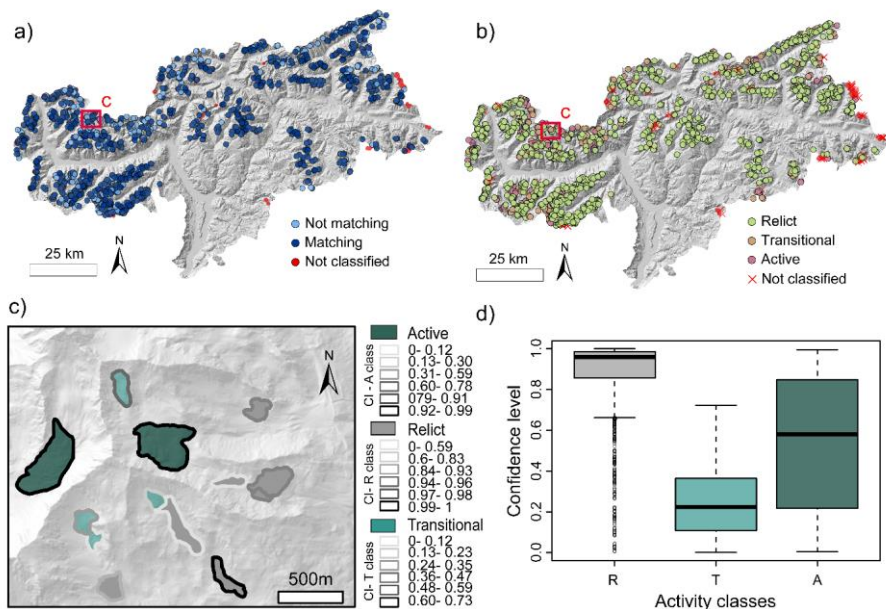 a)
C
Not matching
Matching
Not classified
25 km
N
b)
C
Relict
Transitional
Active
Not classified
25 km
N
c)
N
500m
Active
CI - A class
0- 0.12
0.13- 0.30
0.31- 0.59
0.60- 0.78
079- 0.91
0.92- 0.99
Relict
CI- R class
0- 0.59
0.6- 0.83
0.84- 0.93
0.94- 0.96
0.97- 0.98
0.99- 1
Transitional
CI- T class
0- 0.12
0.13- 0.23
0.24- 0.35
0.36- 0.47
0.48- 0.59
0.60- 0.73
d)
Confidence level
1.0
0.8
0.6
0.4
0.2
0.0
R T A
Activity classes